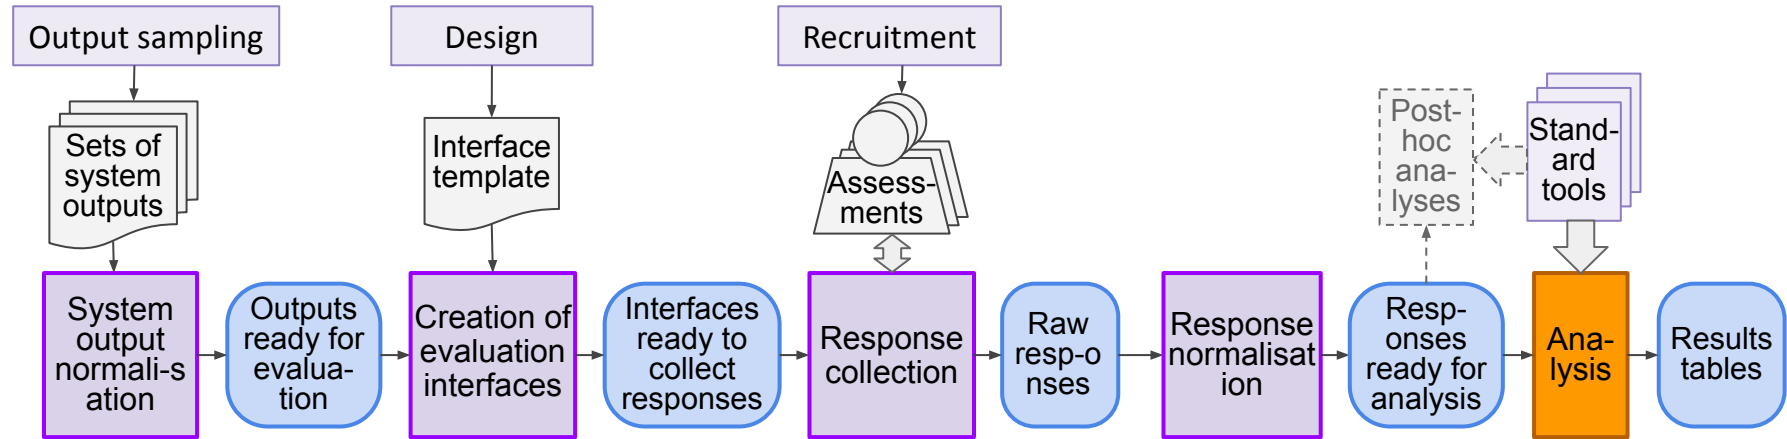 Output sampling
Design
Recruitment
Sets of
system
outputs
Interface
template
Assess-
ments
Post-
hoc
ana-
lyses
Stand-
ard
tools
System
output
normali-s
ation
Outputs
ready for
evalua-
tion
Creation of
evaluation
interfaces
Interfaces
ready to
collect
responses
Response
collection
Raw
resp-o
nses
Response
normalisat
ion
Resp-
onses
ready for
analysis
Ana-
lysis
Results
tables